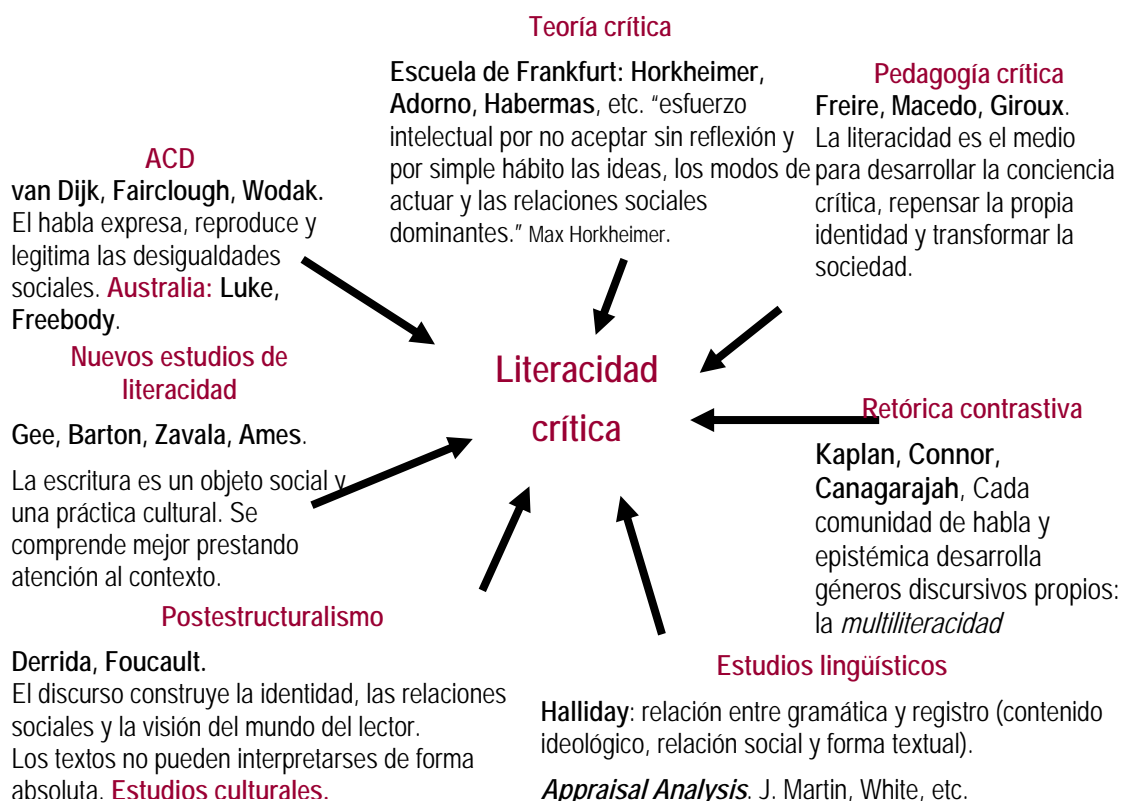 Teoría crítica
Escuela de Frankfurt: Horkheimer,
Adorno, Habermas, etc. “esfuerzo
intelectual por no aceptar sin reflexión y
por simple hábito las ideas, los modos de
actuar y las relaciones sociales
dominantes.” Max Horkheimer.
Pedagogía crítica
Freire, Macedo, Giroux.
La literacidad es el medio
para desarrollar la conciencia
crítica, repensar la propia
identidad y transformar la
sociedad.
ACD
van Dijk, Fairclough, Wodak.
El habla expresa, reproduce y
legitima las desigualdades
sociales. Australia: Luke,
Freebody.
Literacidad
crítica
Nuevos estudios de
literacidad
Gee, Barton, Zavala, Ames.
La escritura es un objeto social y
una práctica cultural. Se
comprende mejor prestando
atención al contexto.
Retórica contrastiva
Kaplan, Connor,
Canagarajah, Cada
comunidad de habla y
epistémica desarrolla
géneros discursivos propios:
la multiliteracidad
Postestructuralismo
Derrida, Foucault.
El discurso construye la identidad, las relaciones
sociales y la visión del mundo del lector.
Los textos no pueden interpretarses de forma
absoluta. Estudios culturales.
Estudios lingüísticos
Halliday: relación entre gramática y registro (contenido
ideológico, relación social y forma textual).
Appraisal Analysis. J. Martin, White, etc.